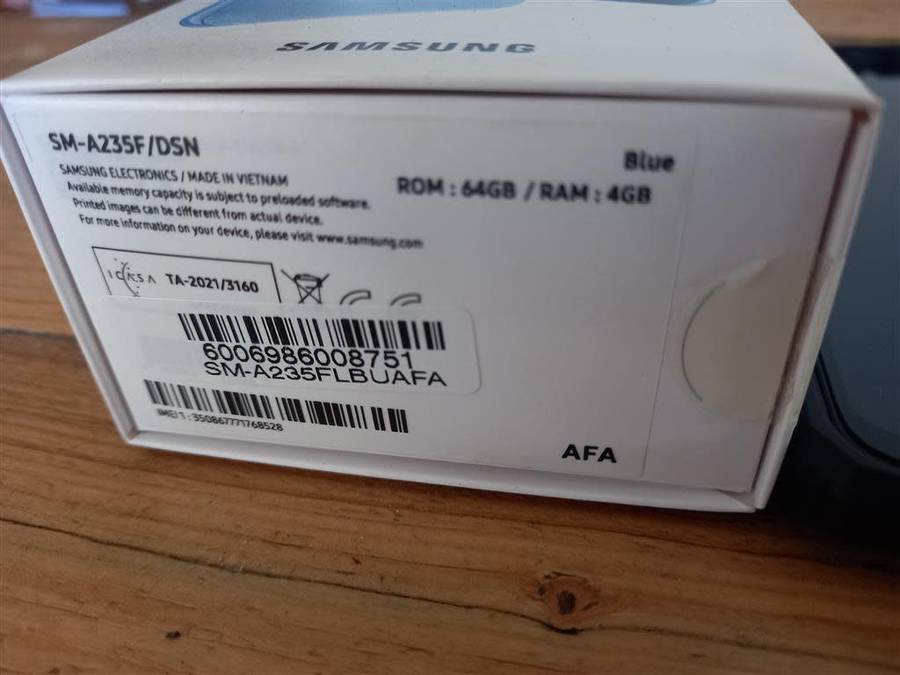 SAMSUNG
SM-A235F/DSN
Blue
SAMSUNG ELECTRONICS / MADE IN VIETNAM
ROM : 64GB / RAM : 4GB
Available memory capacity is subject to preloaded software.
Printed images can be different from actual device.
For more information on your device, please visit www.samsung.com
ICASA TA-2021/3160
6006986008751
SM-A235FLBUAFA
IMEI1 : 350867771768528
AFA